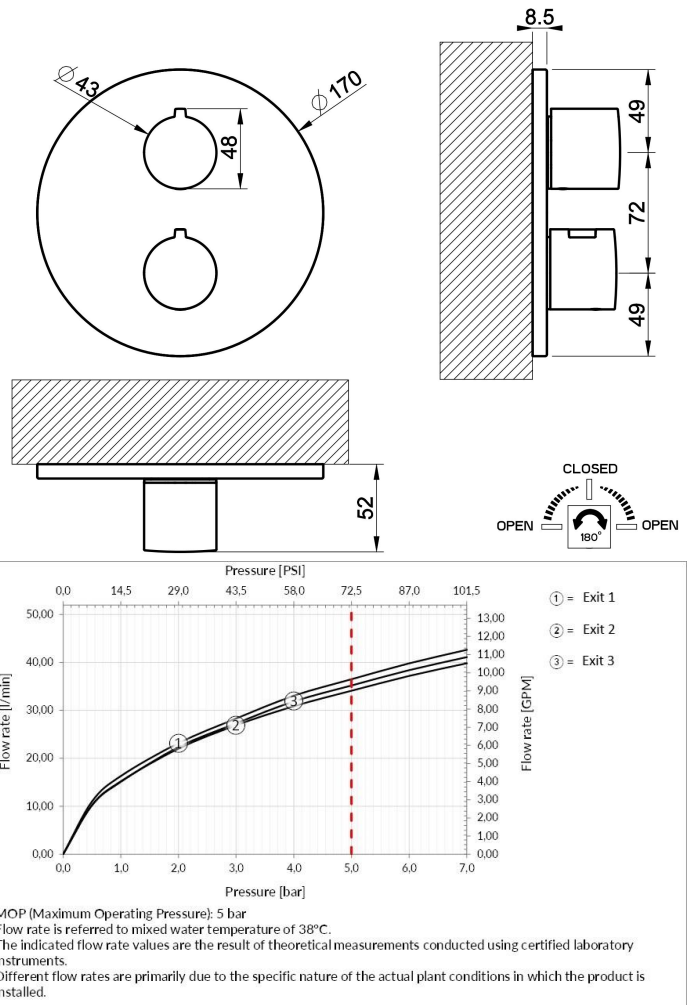 8.5
⌀ 43
⌀ 170
48
49
72
49
52
CLOSED
OPEN
OPEN
180°
Pressure [PSI]
0,0 14,5 29,0 43,5 58,0 72,5 87,0 101,5
50,00
40,00
30,00
20,00
10,00
0,00
Flow rate [l/min]
13,00
12,00
11,00
10,00
9,00
8,00
7,00
6,00
5,00
4,00
3,00
2,00
1,00
0,00
Flow rate [GPM]
1
2
3
0,0 1,0 2,0 3,0 4,0 5,0 6,0 7,0
Pressure [bar]
1 = Exit 1
2 = Exit 2
3 = Exit 3
MOP (Maximum Operating Pressure): 5 bar
Flow rate is referred to mixed water temperature of 38°C.
The indicated flow rate values are the result of theoretical measurements conducted using certified laboratory
instruments.
Different flow rates are primarily due to the specific nature of the actual plant conditions in which the product is
installed.